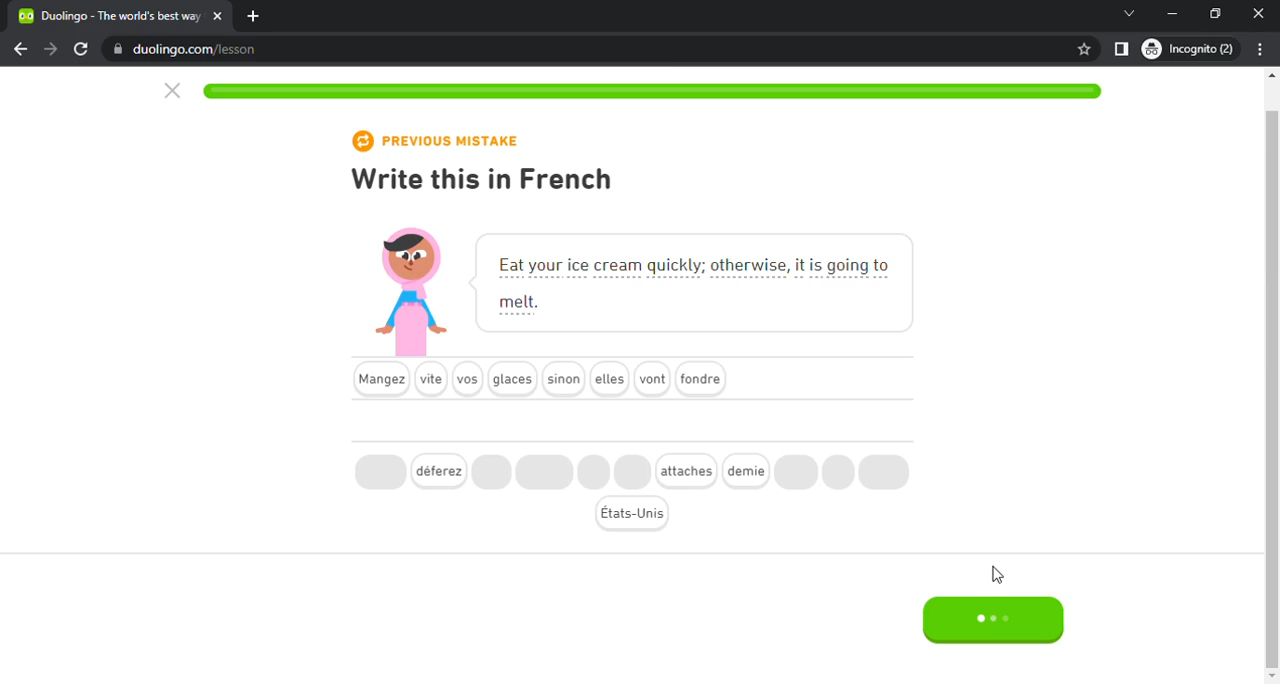 Duolingo - The world's best way
duolingo.com/lesson
Incognito (2)
PREVIOUS MISTAKE
Write this in French
Eat your ice cream quickly; otherwise, it is going to
melt.
Mangez vite vos glaces sinon elles vont fondre
déferez attaches demie
États-Unis